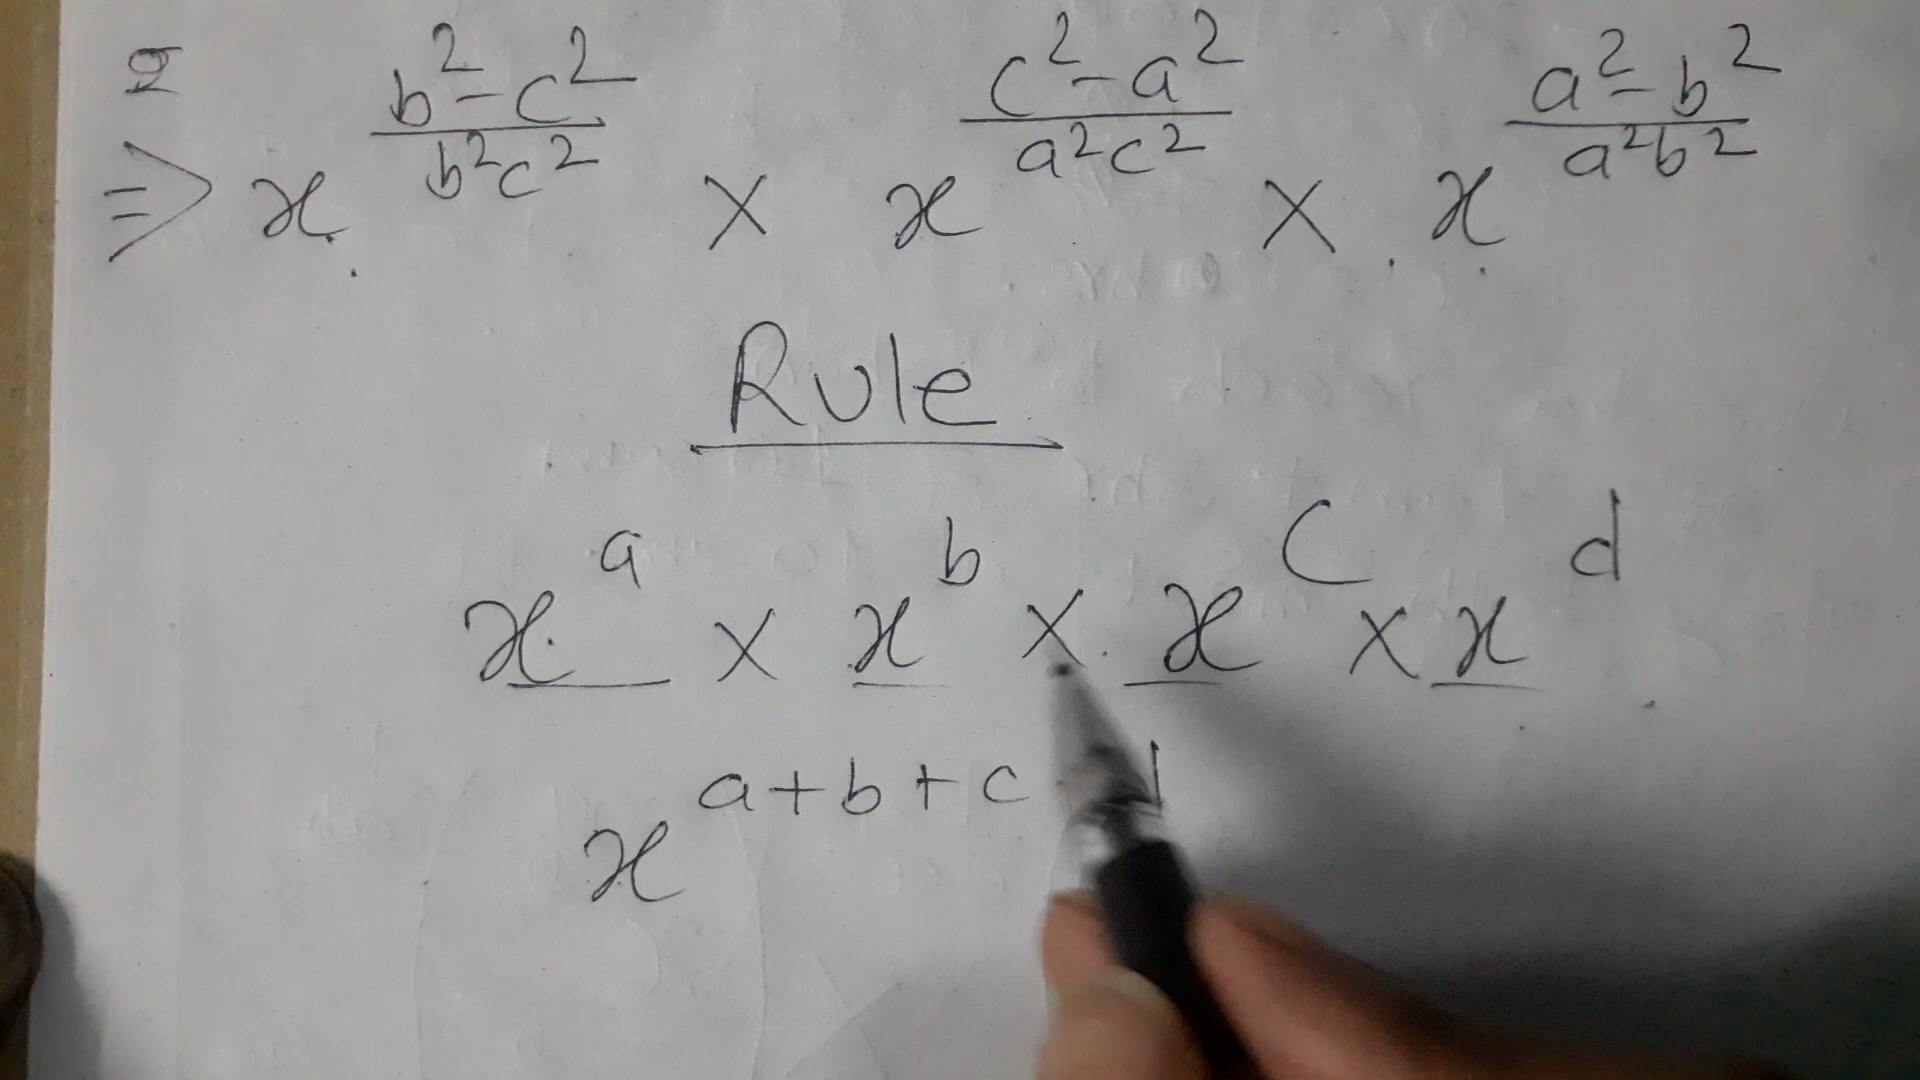 ⇒ x^((b²-c²)/(b²c²)) × x^((c²-a²)/(a²c²)) × x^((a²-b²)/(a²b²))
Rule
x^a × x^b × x^c × x^d
x^(a+b+c